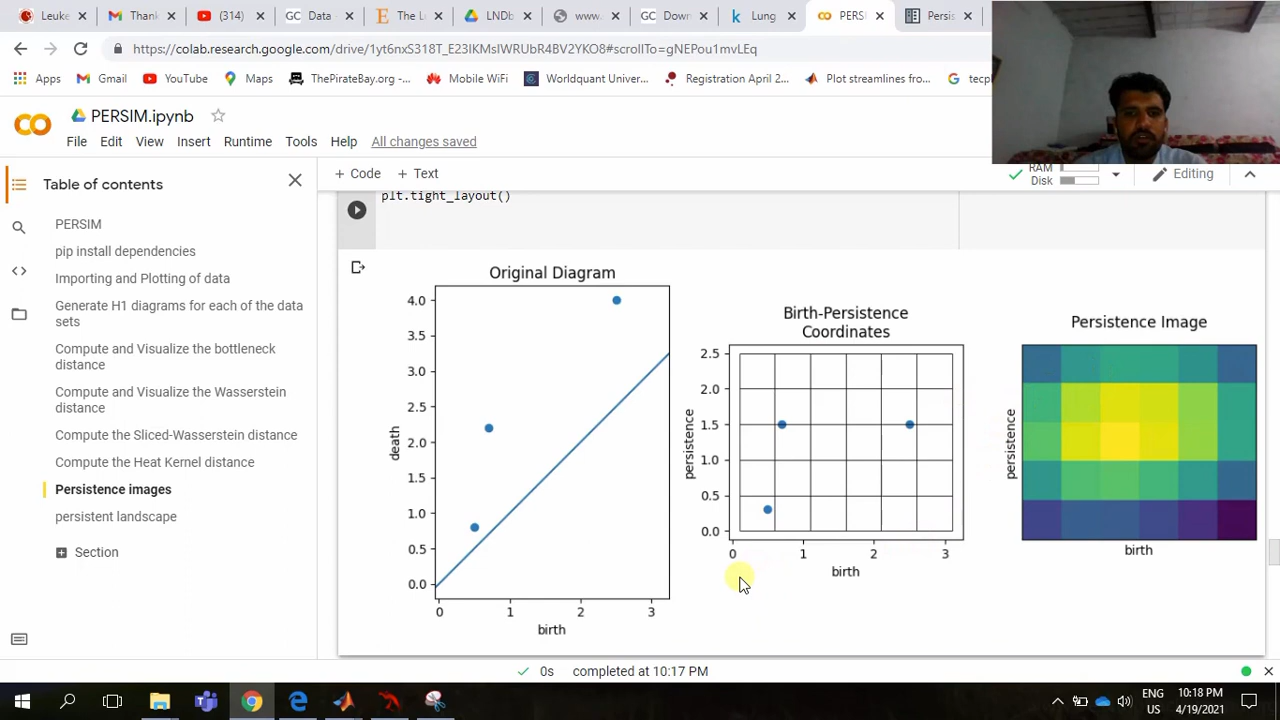 Leuke
Thank
(314)
Data -
The L
LNDb
www.
Down
Lung
PERSI
Persis
https://colab.research.google.com/drive/1yt6nxS318T_E23IKMsIWRUbR4BV2YKO8#scrollTo=gNEPou1mvLEq
Apps
Gmail
YouTube
Maps
ThePirateBay.org -...
Mobile WiFi
Worldquant Univer...
Registration April 2...
Plot streamlines fro...
tecpl
PERSIM.ipynb
File Edit View Insert Runtime Tools Help All changes saved
Table of contents
+ Code + Text
RAM
Disk
Editing
PERSIM
pip install dependencies
Importing and Plotting of data
Generate H1 diagrams for each of the data
sets
Compute and Visualize the bottleneck
distance
Compute and Visualize the Wasserstein
distance
Compute the Sliced-Wasserstein distance
Compute the Heat Kernel distance
Persistence images
persistent landscape
Section
plt.tight_layout()
Original Diagram
4.0
3.5
3.0
2.5
2.0
1.5
1.0
0.5
0.0
death
0 1 2 3
birth
Birth-Persistence
Coordinates
2.5
2.0
1.5
1.0
0.5
0.0
persistence
0 1 2 3
birth
Persistence Image
persistence
birth
0s completed at 10:17 PM
ENG
US
10:18 PM
4/19/2021